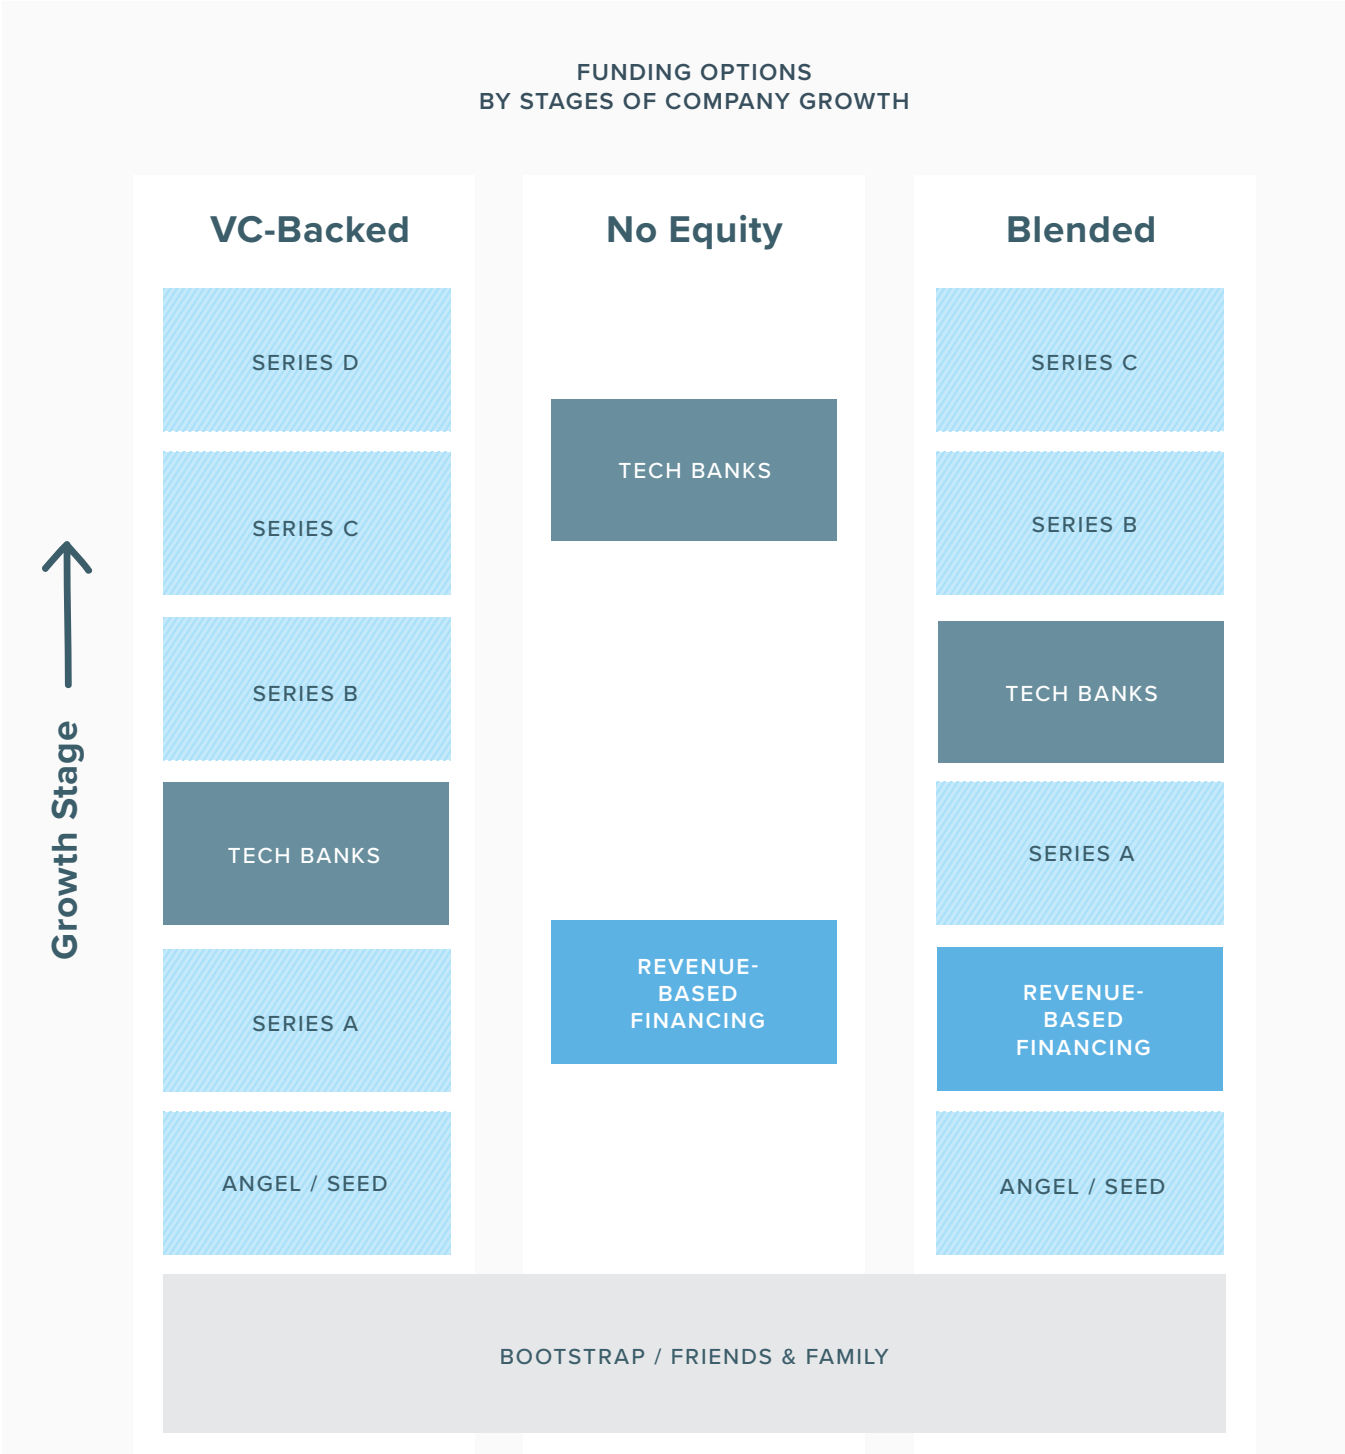 FUNDING OPTIONS
BY STAGES OF COMPANY GROWTH
VC-Backed
SERIES D
SERIES C
SERIES B
TECH BANKS
SERIES A
ANGEL / SEED
No Equity
TECH BANKS
REVENUE-
BASED
FINANCING
Blended
SERIES C
SERIES B
TECH BANKS
SERIES A
REVENUE-
BASED
FINANCING
ANGEL / SEED
BOOTSTRAP / FRIENDS & FAMILY
Growth Stage